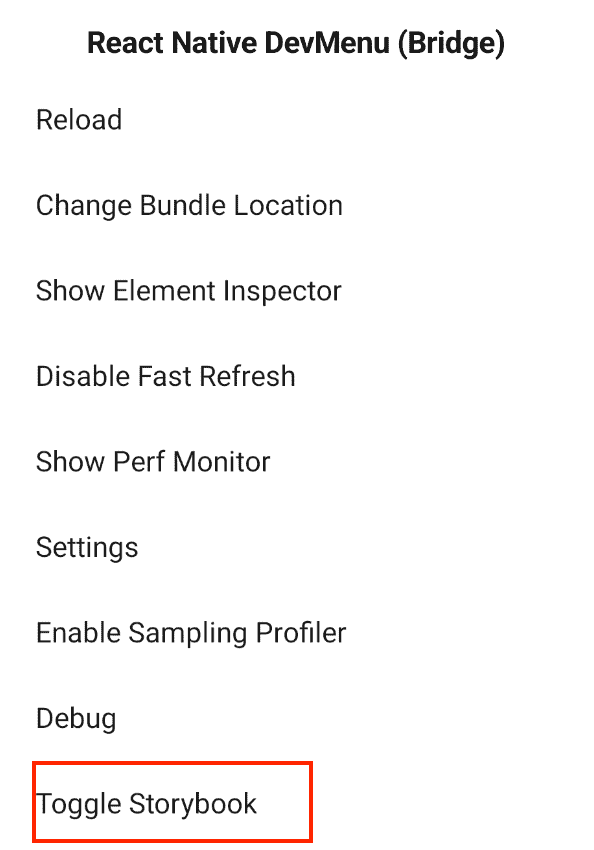 React Native DevMenu (Bridge)
Reload
Change Bundle Location
Show Element Inspector
Disable Fast Refresh
Show Perf Monitor
Settings
Enable Sampling Profiler
Debug
Toggle Storybook